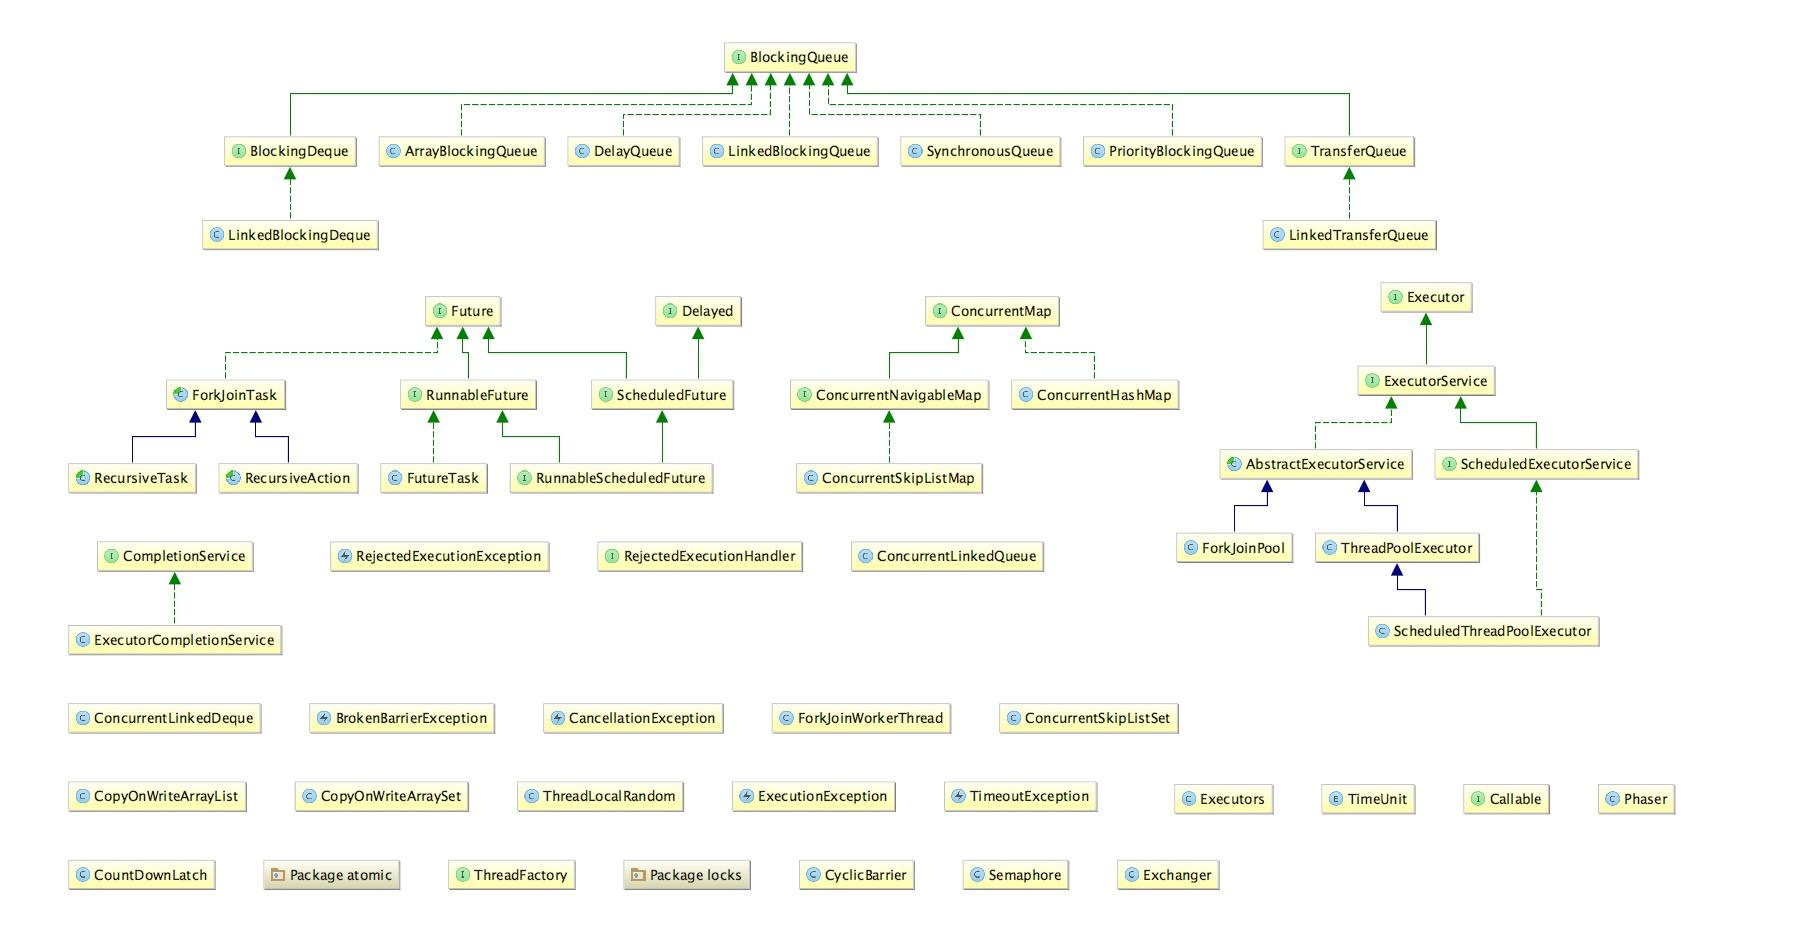 BlockingQueue
BlockingDeque
ArrayBlockingQueue
DelayQueue
LinkedBlockingQueue
SynchronousQueue
PriorityBlockingQueue
TransferQueue
LinkedBlockingDeque
LinkedTransferQueue
Future
Delayed
ConcurrentMap
Executor
ForkJoinTask
RunnableFuture
ScheduledFuture
ConcurrentNavigableMap
ConcurrentHashMap
ExecutorService
RecursiveTask
RecursiveAction
FutureTask
RunnableScheduledFuture
ConcurrentSkipListMap
AbstractExecutorService
ScheduledExecutorService
CompletionService
RejectedExecutionException
RejectedExecutionHandler
ConcurrentLinkedQueue
ForkJoinPool
ThreadPoolExecutor
ExecutorCompletionService
ScheduledThreadPoolExecutor
ConcurrentLinkedDeque
BrokenBarrierException
CancellationException
ForkJoinWorkerThread
ConcurrentSkipListSet
CopyOnWriteArrayList
CopyOnWriteArraySet
ThreadLocalRandom
ExecutionException
TimeoutException
Executors
TimeUnit
Callable
Phaser
CountDownLatch
Package atomic
ThreadFactory
Package locks
CyclicBarrier
Semaphore
Exchanger